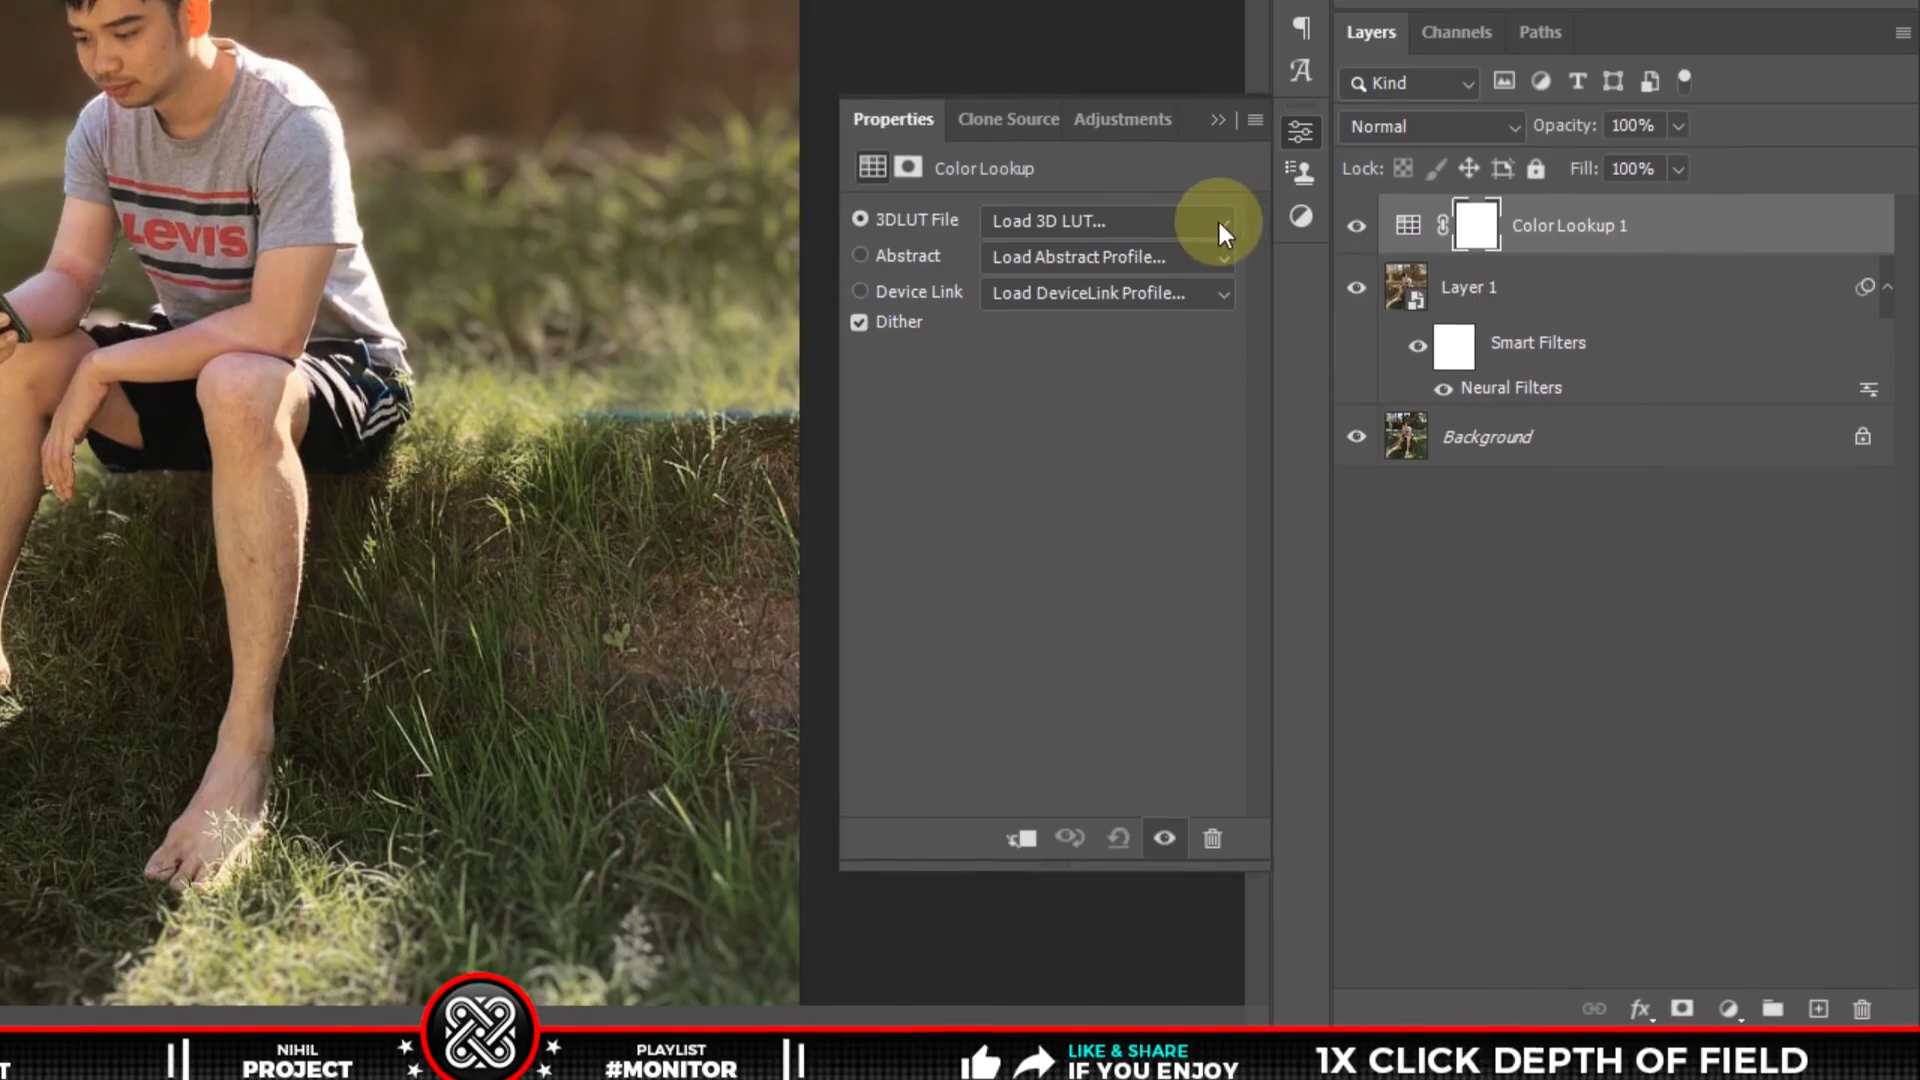 Levi's
Properties
Clone Source
Adjustments
Color Lookup
3DLUT File
Load 3D LUT...
Abstract
Load Abstract Profile...
Device Link
Load DeviceLink Profile...
Dither
Layers
Channels
Paths
Kind
Normal
Opacity: 100%
Lock:
Fill: 100%
Color Lookup 1
Layer 1
Smart Filters
Neural Filters
Background
fx
T
NIHIL
PROJECT
PLAYLIST
#MONITOR
LIKE & SHARE
IF YOU ENJOY
1X CLICK DEPTH OF FIELD